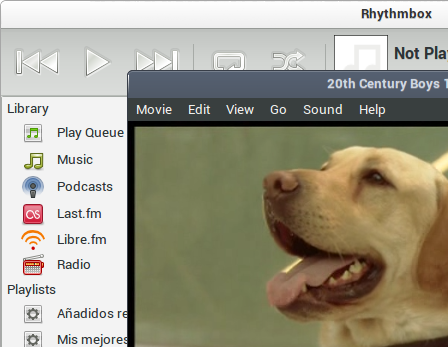 Rhythmbox
Not Play
20th Century Boys T
Movie Edit View Go Sound Help
Library
Play Queue
Music
Podcasts
Last.fm
Libre.fm
Radio
Playlists
Añadidos re
Mis mejores